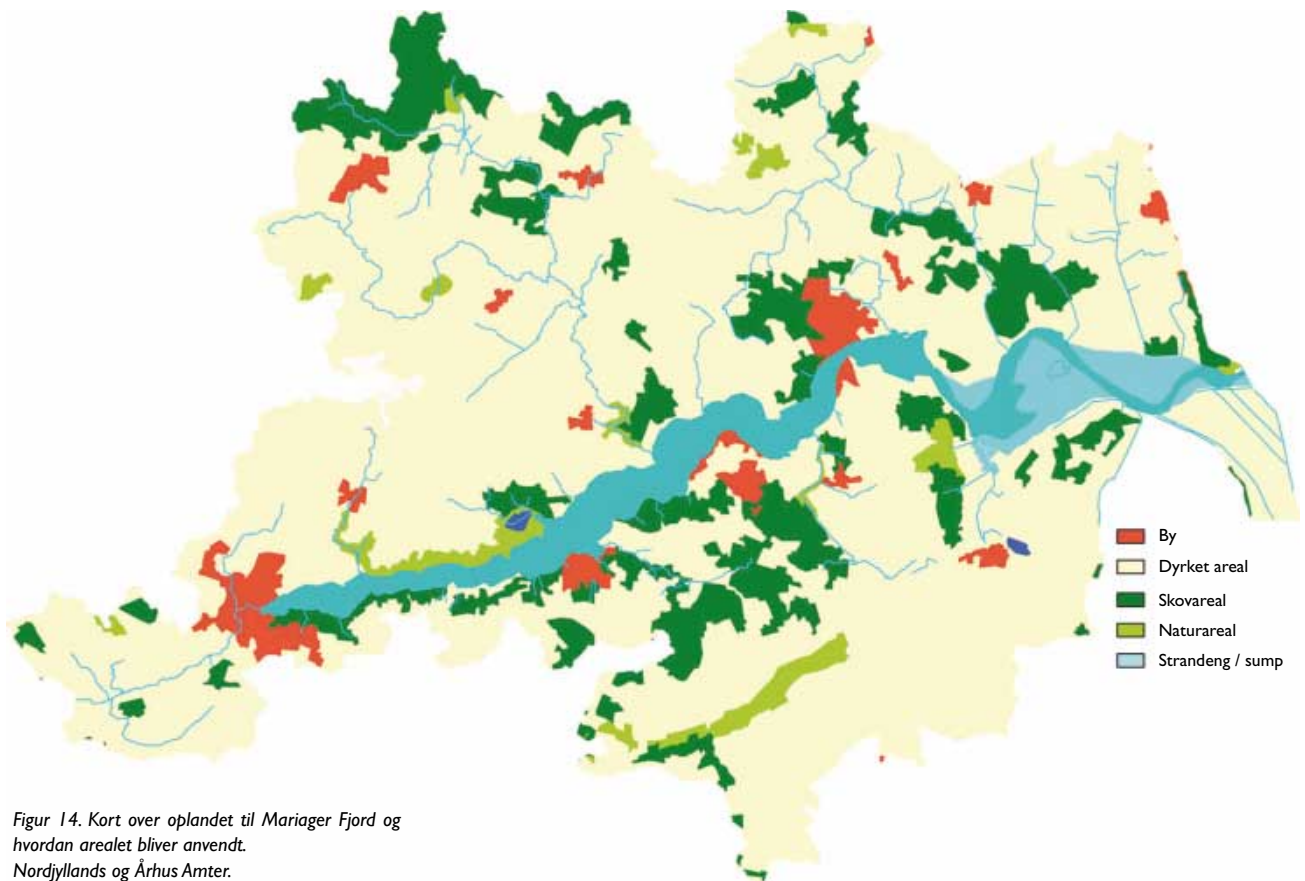 By
Dyrket areal
Skovareal
Naturareal
Strandeng / sump
Figur 14. Kort over oplandet til Mariager Fjord og
hvordan arealet bliver anvendt.
Nordjyllands og Århus Amter.